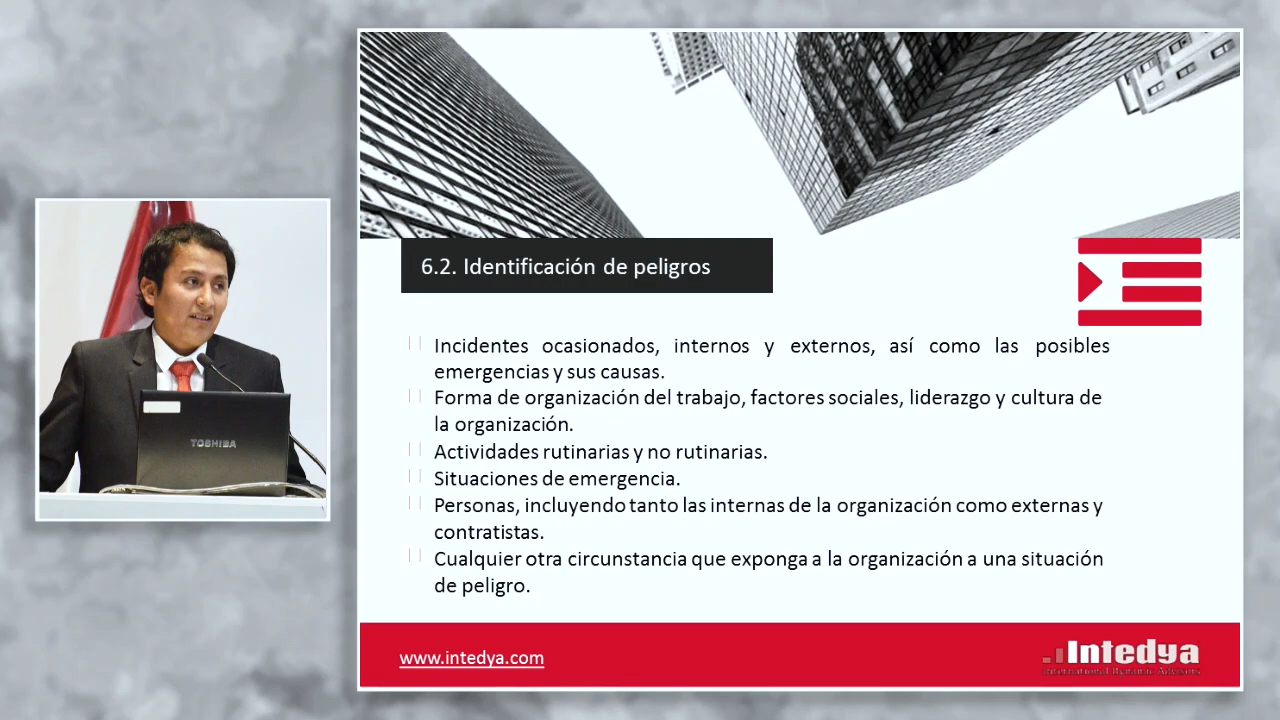 6.2. Identificación de peligros
Incidentes ocasionados, internos y externos, así como las posibles
emergencias y sus causas.
Forma de organización del trabajo, factores sociales, liderazgo y cultura de
la organización.
Actividades rutinarias y no rutinarias.
Situaciones de emergencia.
Personas, incluyendo tanto las internas de la organización como externas y
contratistas.
Cualquier otra circunstancia que exponga a la organización a una situación
de peligro.
TOSHIBA
www.intedya.com
Intedya
International Dynamic Advisors